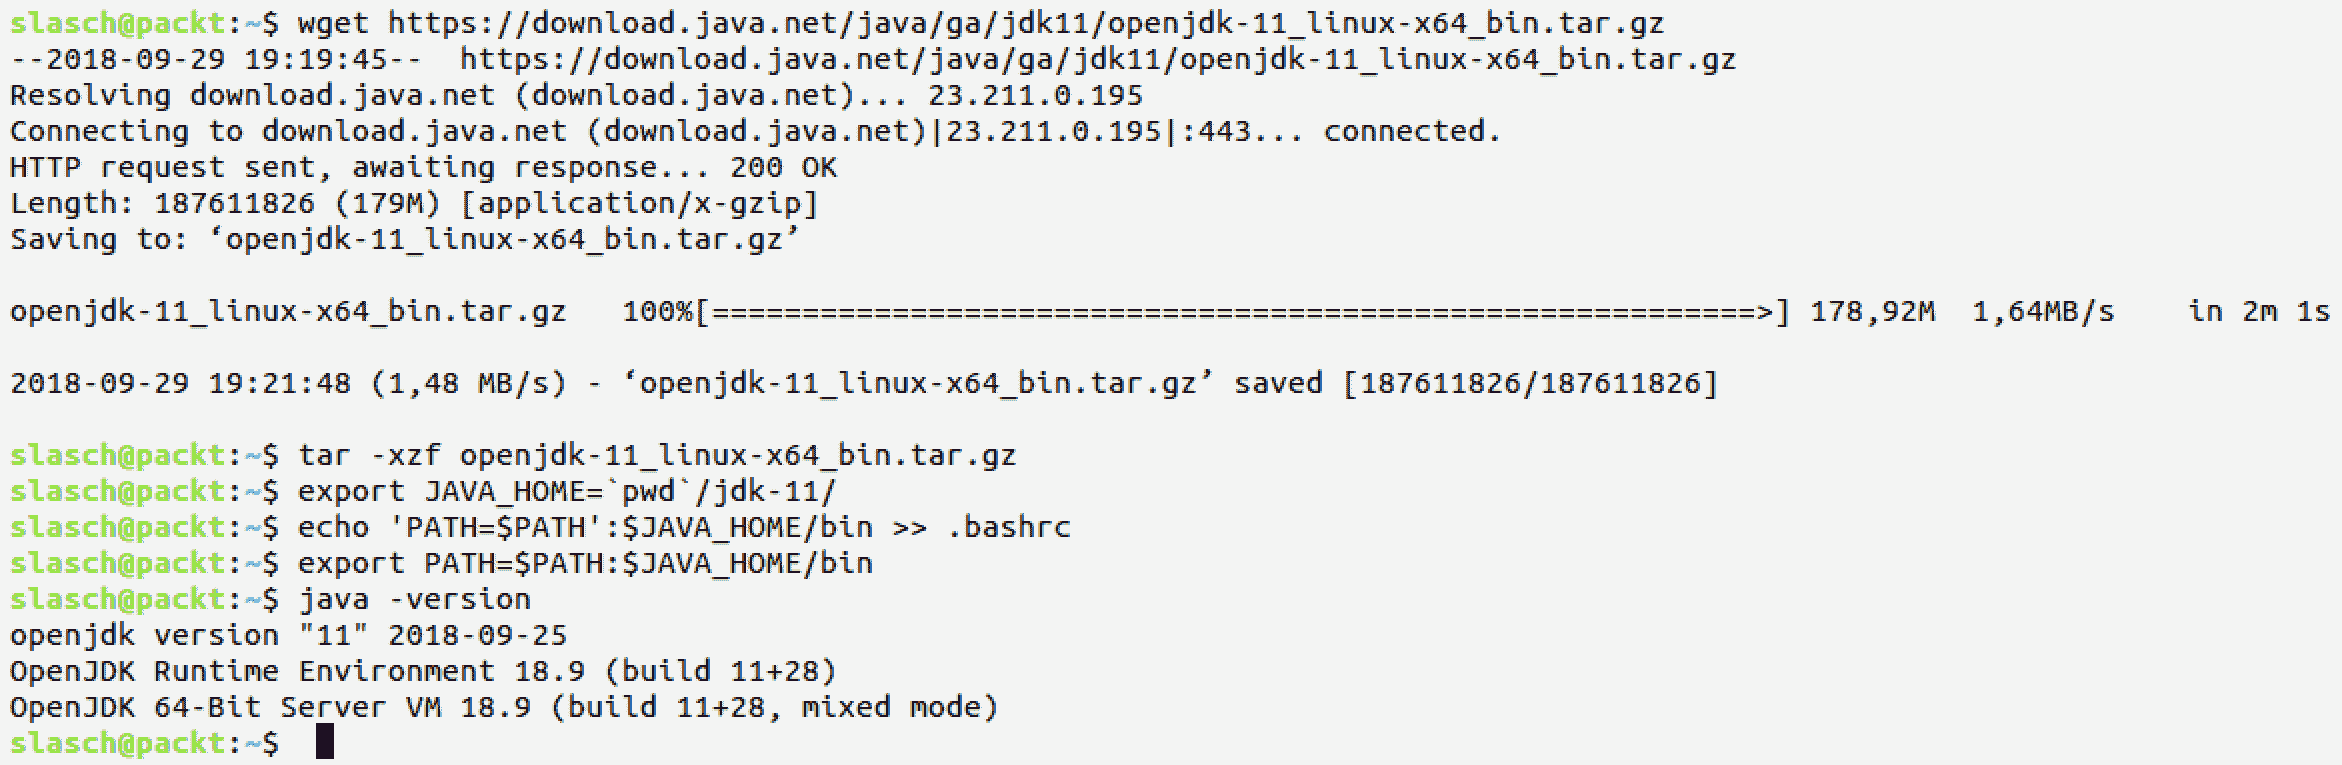 slasch@packt:~$ wget https://download.java.net/java/ga/jdk11/openjdk-11_linux-x64_bin.tar.gz
--2018-09-29 19:19:45--  https://download.java.net/java/ga/jdk11/openjdk-11_linux-x64_bin.tar.gz
Resolving download.java.net (download.java.net)... 23.211.0.195
Connecting to download.java.net (download.java.net)|23.211.0.195|:443... connected.
HTTP request sent, awaiting response... 200 OK
Length: 187611826 (179M) [application/x-gzip]
Saving to: ‘openjdk-11_linux-x64_bin.tar.gz’
openjdk-11_linux-x64_bin.tar.gz   100%[==========================================================>] 178,92M  1,64MB/s    in 2m 1s
2018-09-29 19:21:48 (1,48 MB/s) - ‘openjdk-11_linux-x64_bin.tar.gz’ saved [187611826/187611826]
slasch@packt:~$ tar -xzf openjdk-11_linux-x64_bin.tar.gz
slasch@packt:~$ export JAVA_HOME=`pwd`/jdk-11/
slasch@packt:~$ echo 'PATH=$PATH':$JAVA_HOME/bin >> .bashrc
slasch@packt:~$ export PATH=$PATH:$JAVA_HOME/bin
slasch@packt:~$ java -version
openjdk version "11" 2018-09-25
OpenJDK Runtime Environment 18.9 (build 11+28)
OpenJDK 64-Bit Server VM 18.9 (build 11+28, mixed mode)
slasch@packt:~$